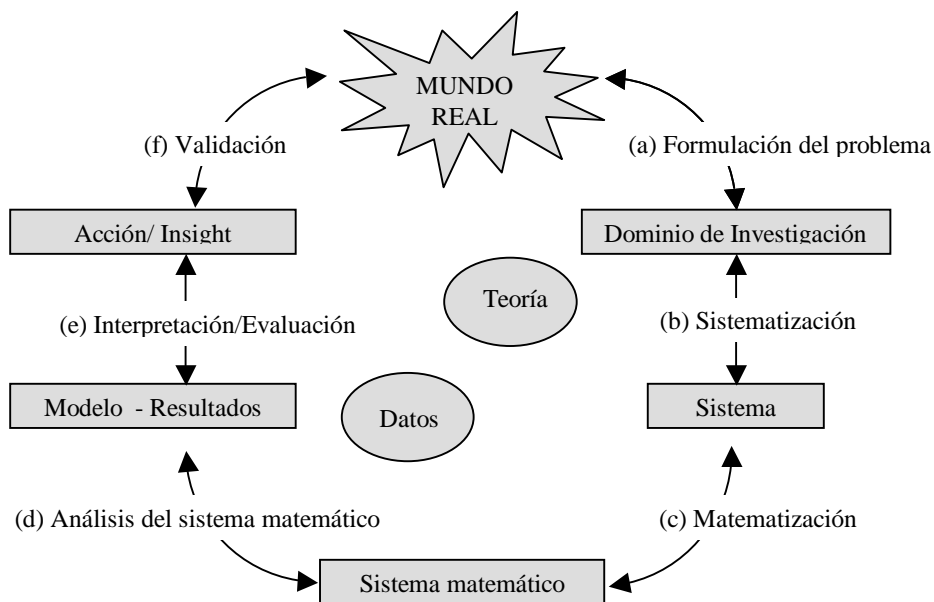 MUNDO
REAL
(f) Validación
(a) Formulación del problema
Acción/ Insight
Dominio de Investigación
Teoría
(e) Interpretación/Evaluación
(b) Sistematización
Modelo - Resultados
Datos
Sistema
(d) Análisis del sistema matemático
(c) Matematización
Sistema matemático